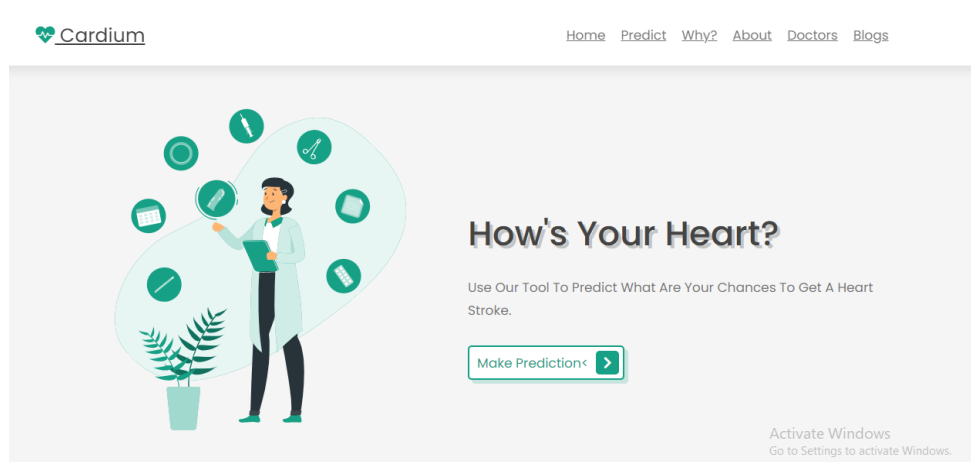 Cardium
Home Predict Why? About Doctors Blogs
How's Your Heart?
Use Our Tool To Predict What Are Your Chances To Get A Heart
Stroke.
Make Prediction<
Activate Windows
Go to Settings to activate Windows.